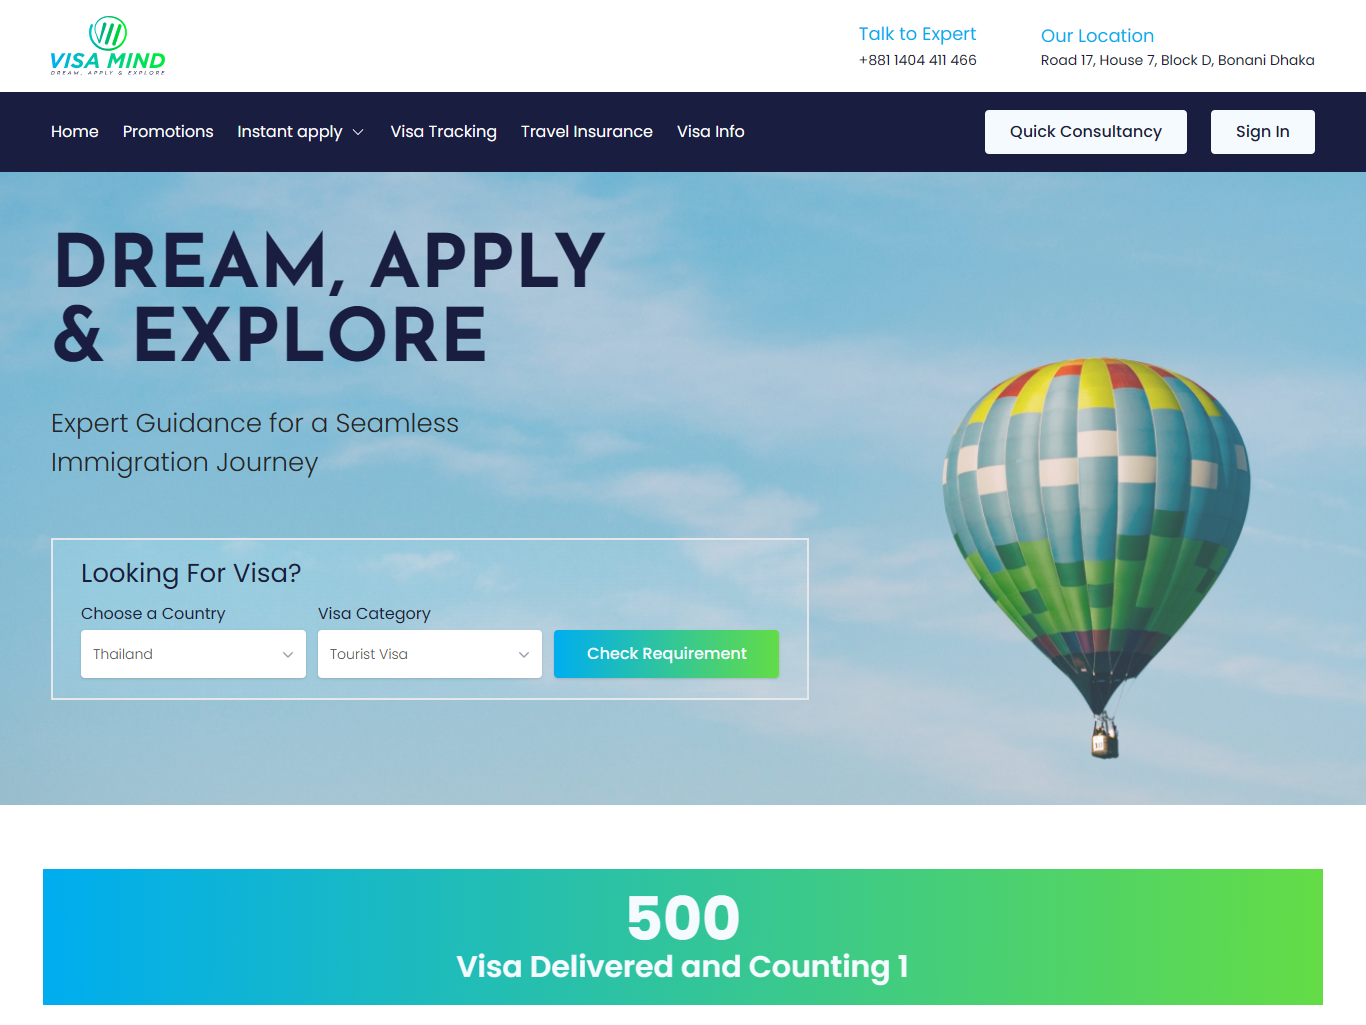 VISA MIND
DREAM, APPLY & EXPLORE
Talk to Expert
+881 1404 411 466
Our Location
Road 17, House 7, Block D, Bonani Dhaka
Home
Promotions
Instant apply
Visa Tracking
Travel Insurance
Visa Info
Quick Consultancy
Sign In
DREAM, APPLY
& EXPLORE
Expert Guidance for a Seamless
Immigration Journey
Looking For Visa?
Choose a Country
Visa Category
Thailand
Tourist Visa
Check Requirement
10
500
Visa Delivered and Counting 1